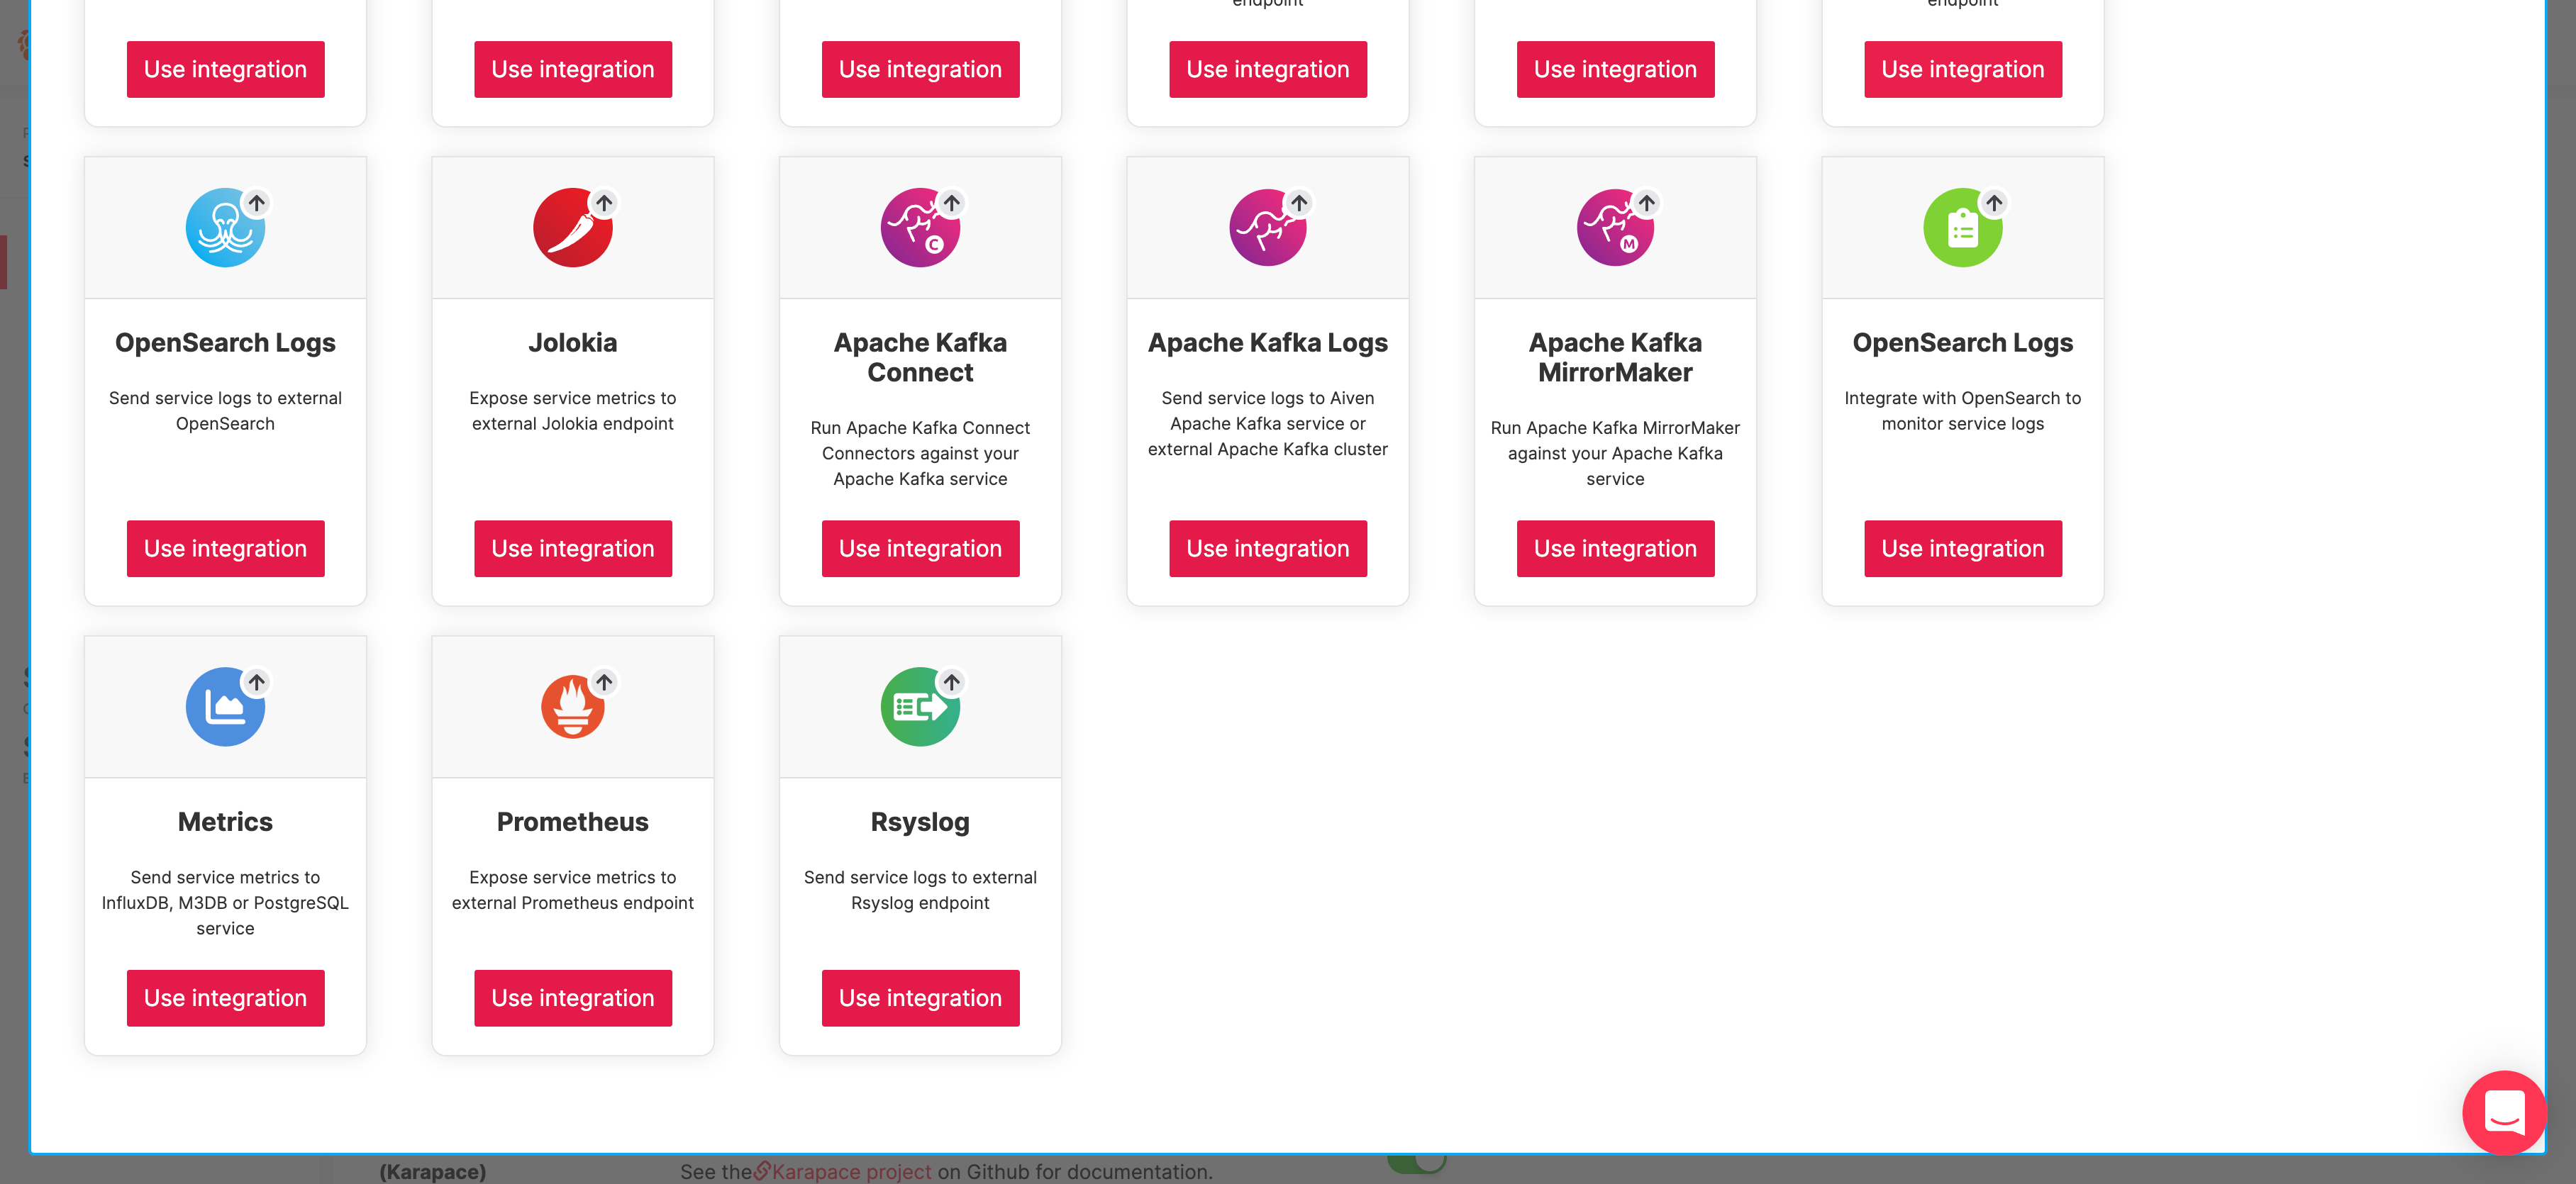 endpoint
endpoint
Use integration
Use integration
Use integration
Use integration
Use integration
Use integration
OpenSearch Logs
Send service logs to external
OpenSearch
Use integration
Jolokia
Expose service metrics to
external Jolokia endpoint
Use integration
C
Apache Kafka
Connect
Run Apache Kafka Connect
Connectors against your
Apache Kafka service
Use integration
Apache Kafka Logs
Send service logs to Aiven
Apache Kafka service or
external Apache Kafka cluster
Use integration
M
Apache Kafka
MirrorMaker
Run Apache Kafka MirrorMaker
against your Apache Kafka
service
Use integration
OpenSearch Logs
Integrate with OpenSearch to
monitor service logs
Use integration
Metrics
Send service metrics to
InfluxDB, M3DB or PostgreSQL
service
Use integration
Prometheus
Expose service metrics to
external Prometheus endpoint
Use integration
Rsyslog
Send service logs to external
Rsyslog endpoint
Use integration
(Karapace)
See the Karapace project on Github for documentation.